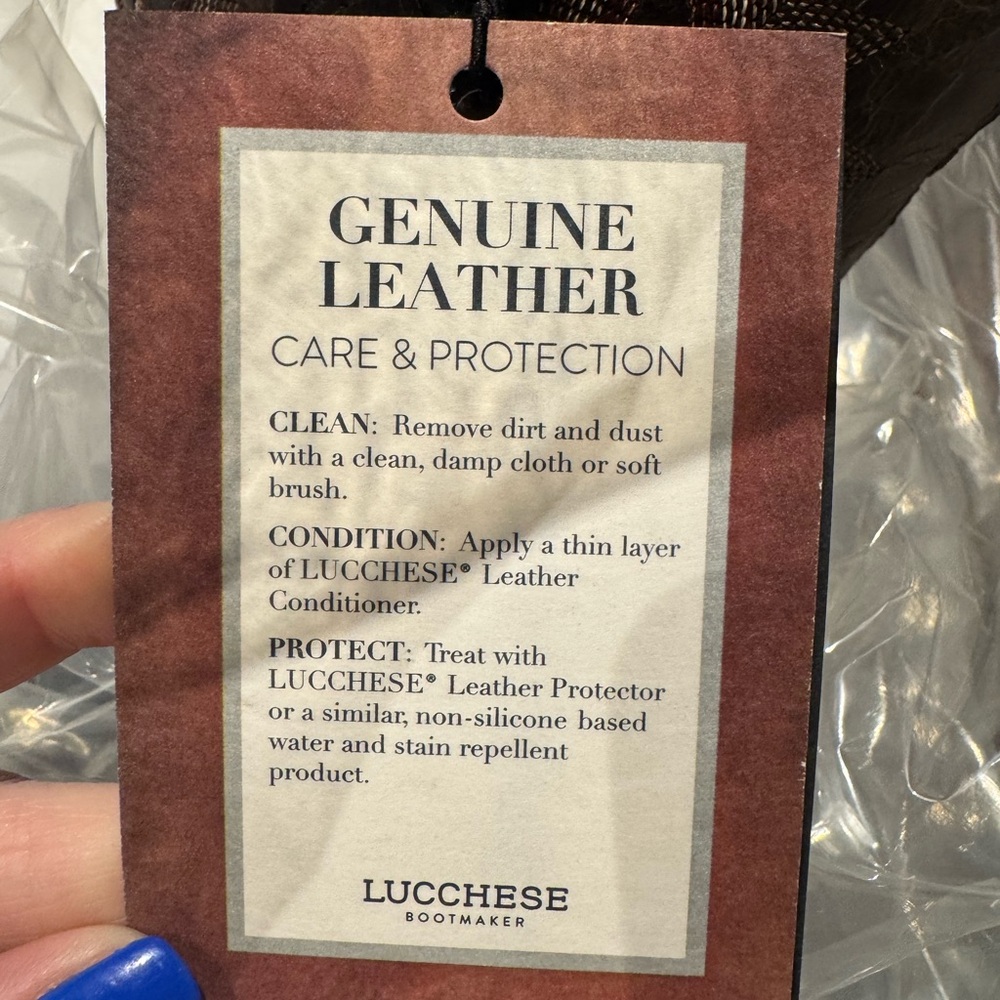 GENUINE
LEATHER
CARE & PROTECTION
CLEAN: Remove dirt and dust
with a clean, damp cloth or soft
brush.
CONDITION: Apply a thin layer
of LUCCHESE® Leather
Conditioner.
PROTECT: Treat with
LUCCHESE® Leather Protector
or a similar, non-silicone based
water and stain repellent
product.
LUCCHESE
BOOTMAKER